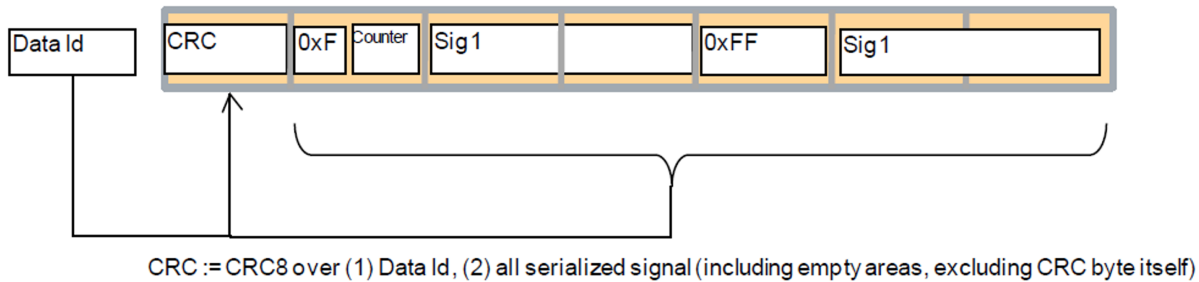 Data Id
CRC
0xF
Counter
Sig1
0xFF
Sig1
CRC := CRC8 over (1) Data Id, (2) all serialized signal (including empty areas, excluding CRC byte itself)